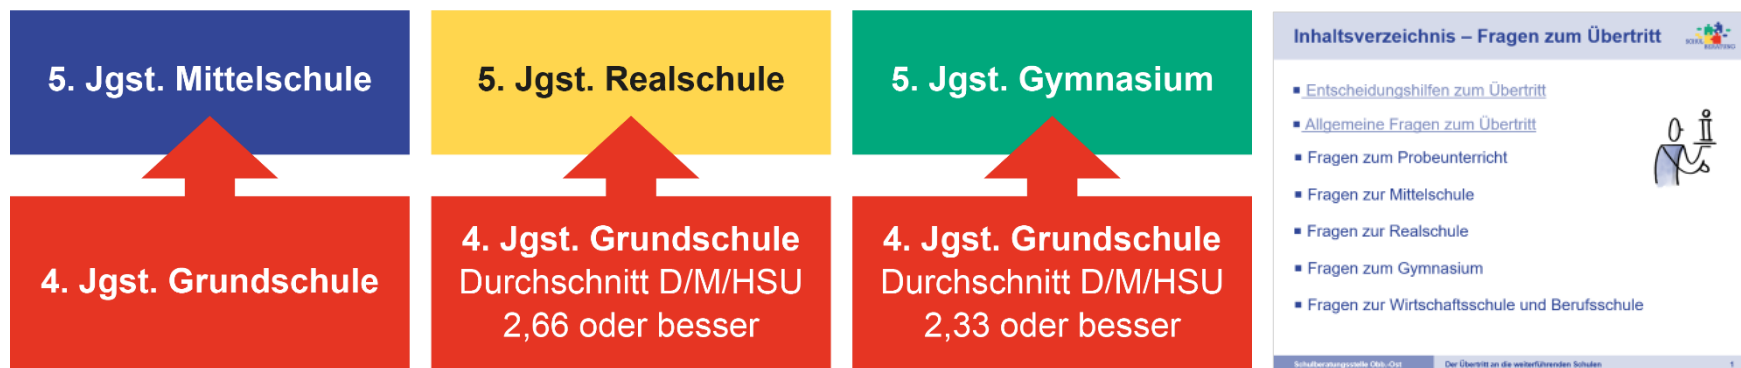 5. Jgst. Mittelschule
4. Jgst. Grundschule
5. Jgst. Realschule
4. Jgst. Grundschule
Durchschnitt D/M/HSU
2,66 oder besser
5. Jgst. Gymnasium
4. Jgst. Grundschule
Durchschnitt D/M/HSU
2,33 oder besser
Inhaltsverzeichnis – Fragen zum Übertritt
SCHUL
BERATUNG
Entscheidungshilfen zum Übertritt
Allgemeine Fragen zum Übertritt
Fragen zum Probeunterricht
Fragen zur Mittelschule
Fragen zur Realschule
Fragen zum Gymnasium
Fragen zur Wirtschaftsschule und Berufsschule
Schulberatungsstelle Obb.-Ost
Der Übertritt an die weiterführenden Schulen
1